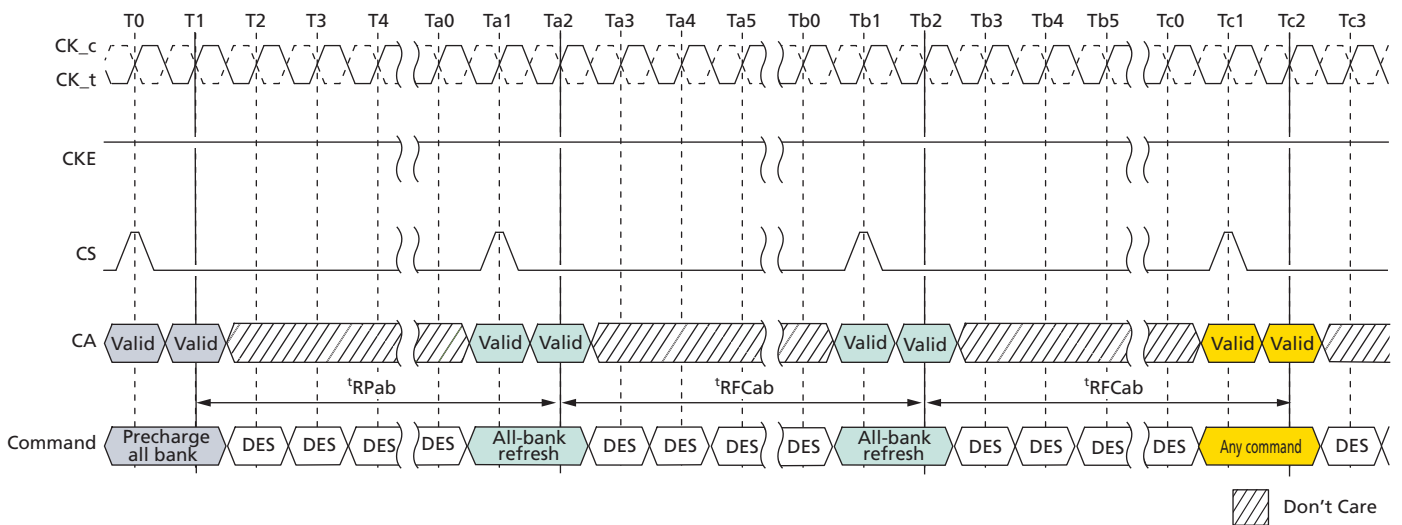 T0 T1 T2 T3 T4 Ta0 Ta1 Ta2 Ta3 Ta4 Ta5 Tb0 Tb1 Tb2 Tb3 Tb4 Tb5 Tc0 Tc1 Tc2 Tc3
CK_c
CK_t
CKE
CS
CA Valid Valid Valid Valid Valid Valid Valid Valid
tRPab tRFCab tRFCab
Command Precharge all bank DES DES DES DES All-bank refresh DES DES DES DES All-bank refresh DES DES DES DES Any command DES
Don't Care